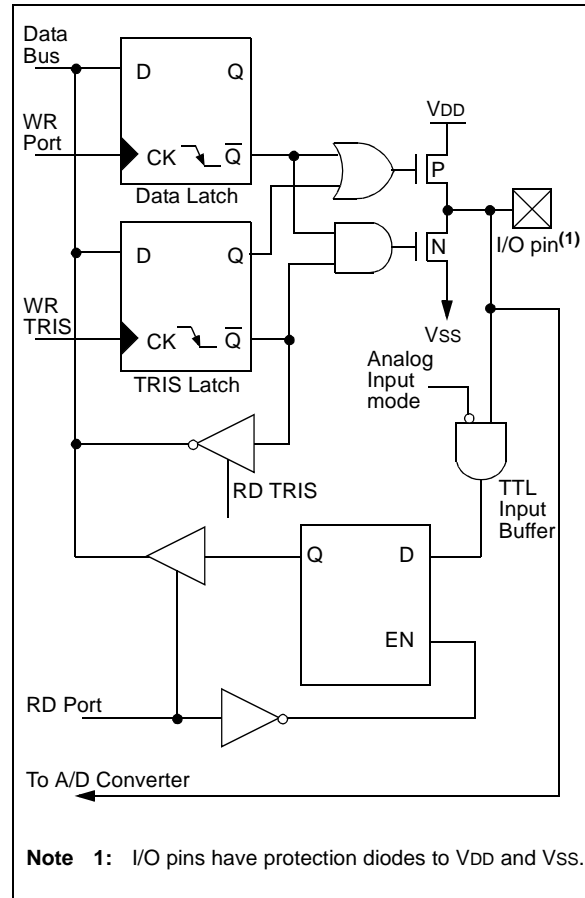 Data
Bus
D Q
WR
Port
CK Q
Data Latch
VDD
P
D Q
N
I/O pin(1)
WR
TRIS
CK Q
TRIS Latch
VSS
Analog
Input
mode
RD TRIS
TTL
Input
Buffer
Q D
EN
RD Port
To A/D Converter
Note 1: I/O pins have protection diodes to VDD and VSS.